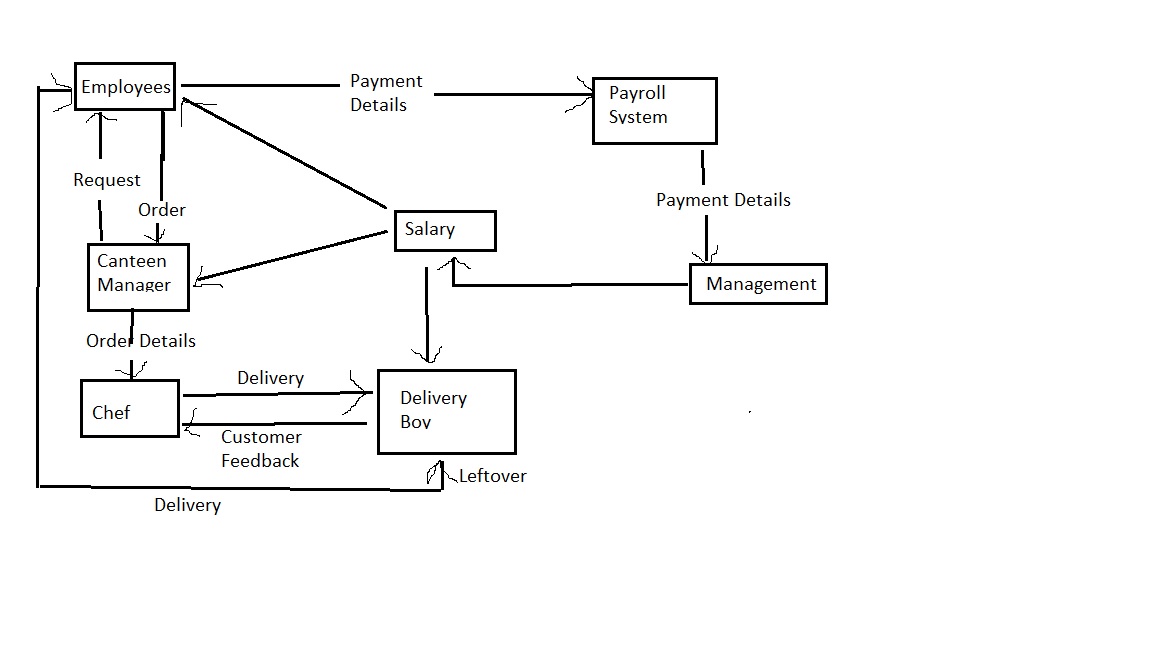 Employees
Payment
Details
Payroll
System
Request
Order
Payment Details
Salary
Canteen
Manager
Management
Order Details
Delivery
Chef
Delivery
Boy
Customer
Feedback
Leftover
Delivery